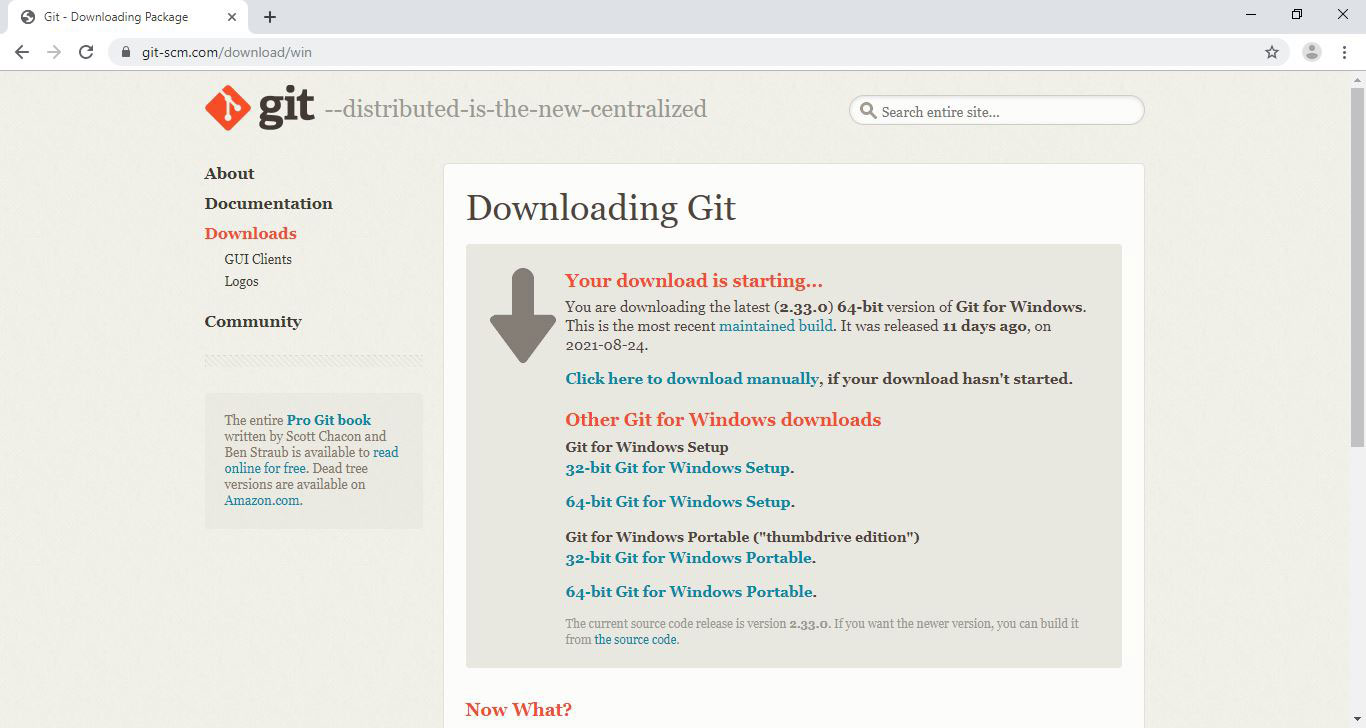 Git - Downloading Package
git-scm.com/download/win
git --distributed-is-the-new-centralized
Search entire site...
About
Documentation
Downloads
GUI Clients
Logos
Community
The entire Pro Git book
written by Scott Chacon and
Ben Straub is available to read
online for free. Dead tree
versions are available on
Amazon.com.
Downloading Git
Your download is starting...
You are downloading the latest (2.33.0) 64-bit version of Git for Windows.
This is the most recent maintained build. It was released 11 days ago, on
2021-08-24.
Click here to download manually, if your download hasn't started.
Other Git for Windows downloads
Git for Windows Setup
32-bit Git for Windows Setup.
64-bit Git for Windows Setup.
Git for Windows Portable ("thumbdrive edition")
32-bit Git for Windows Portable.
64-bit Git for Windows Portable.
The current source code release is version 2.33.0. If you want the newer version, you can build it
from the source code.
Now What?